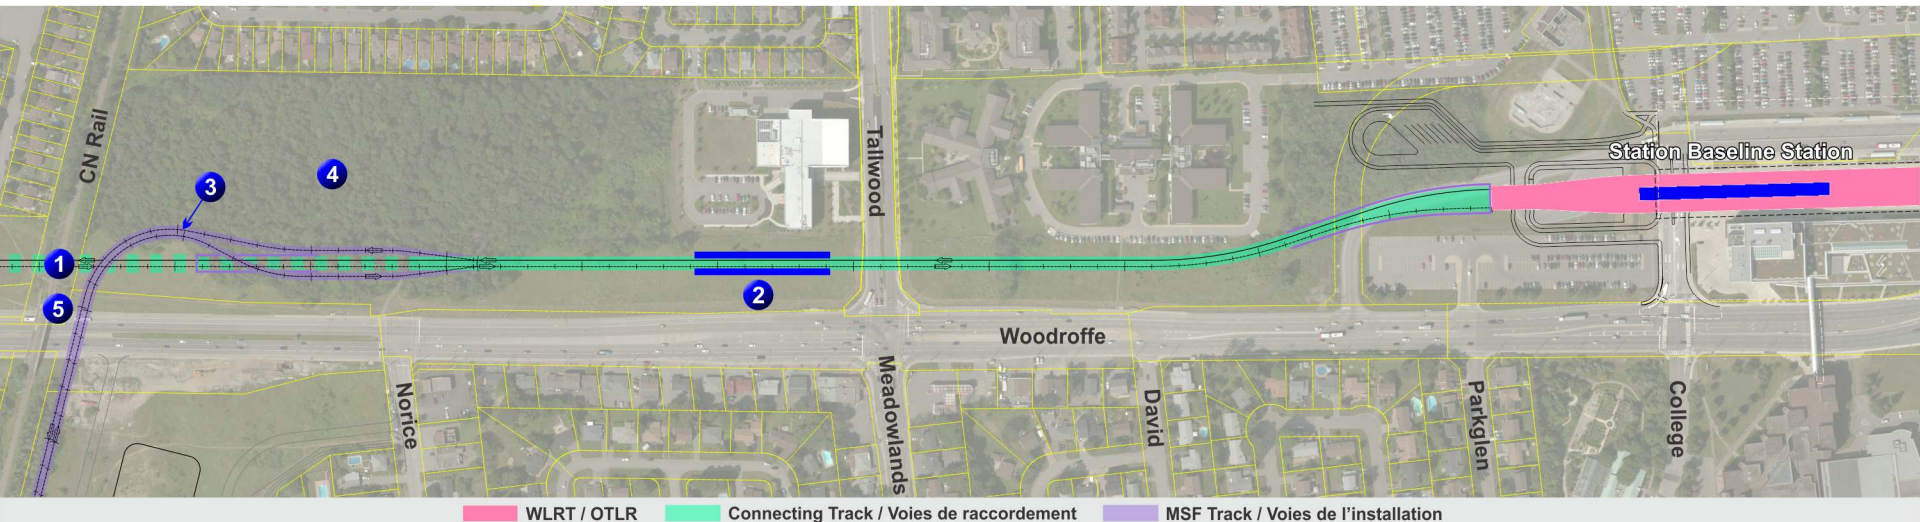 CN Rail
Tallwood
Station Baseline Station
3
4
1
2
5
Woodroffe
Norice
Meadowlands
David
Parkglen
College
WLRT / OTLR Connecting Track / Voies de raccordement MSF Track / Voies de l'installation